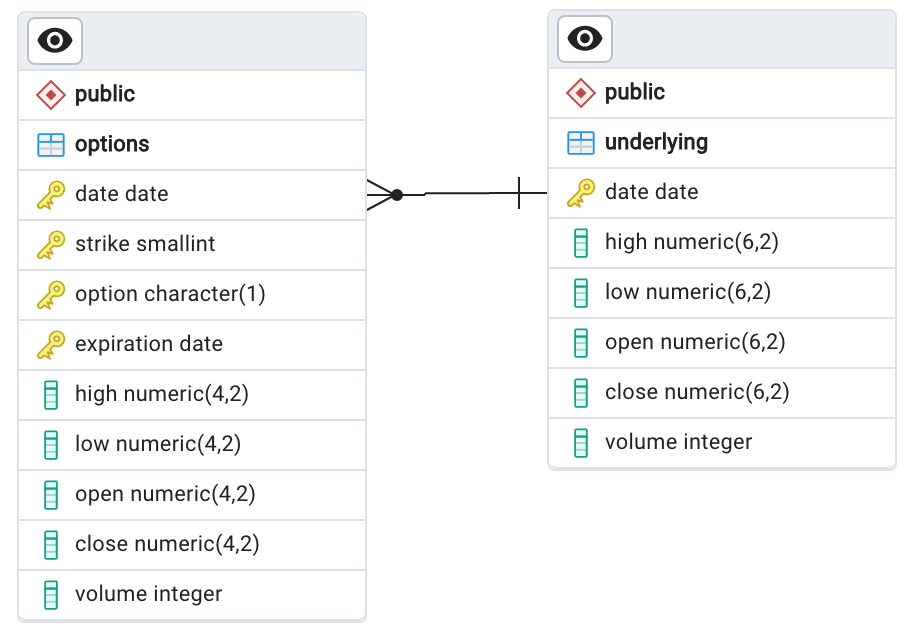 public
options
date date
strike smallint
option character(1)
expiration date
high numeric(4,2)
low numeric(4,2)
open numeric(4,2)
close numeric(4,2)
volume integer
public
underlying
date date
high numeric(6,2)
low numeric(6,2)
open numeric(6,2)
close numeric(6,2)
volume integer